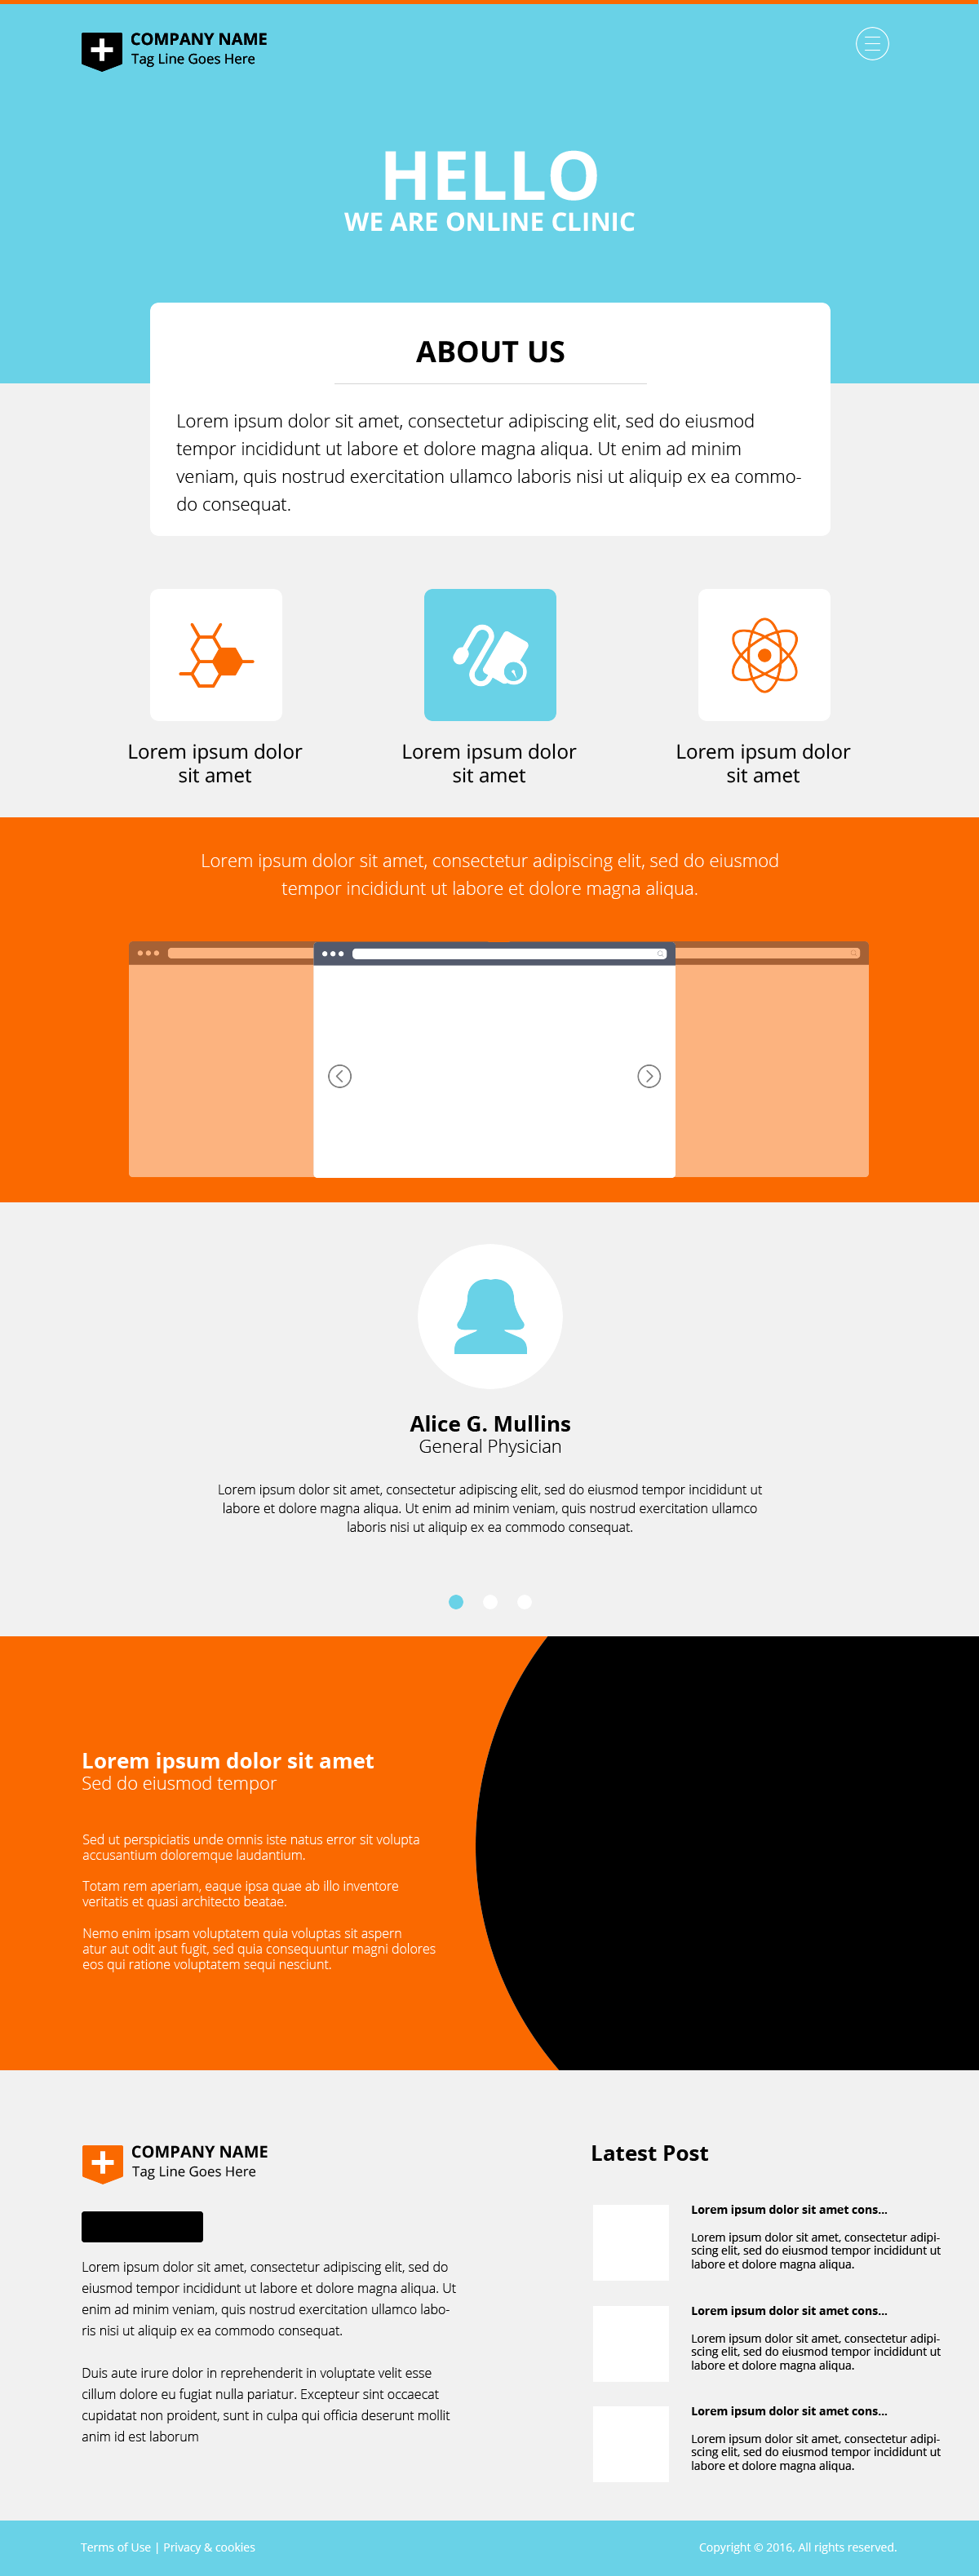 COMPANY NAME
Tag Line Goes Here
HELLO
WE ARE ONLINE CLINIC
ABOUT US
Lorem ipsum dolor sit amet, consectetur adipiscing elit, sed do eiusmod
tempor incididunt ut labore et dolore magna aliqua. Ut enim ad minim
veniam, quis nostrud exercitation ullamco laboris nisi ut aliquip ex ea commo-
do consequat.
Lorem ipsum dolor
sit amet
Lorem ipsum dolor
sit amet
Lorem ipsum dolor
sit amet
Lorem ipsum dolor sit amet, consectetur adipiscing elit, sed do eiusmod
tempor incididunt ut labore et dolore magna aliqua.
Alice G. Mullins
General Physician
Lorem ipsum dolor sit amet, consectetur adipiscing elit, sed do eiusmod tempor incididunt ut
labore et dolore magna aliqua. Ut enim ad minim veniam, quis nostrud exercitation ullamco
laboris nisi ut aliquip ex ea commodo consequat.
Lorem ipsum dolor sit amet
Sed do eiusmod tempor
Sed ut perspiciatis unde omnis iste natus error sit volupta
accusantium doloremque laudantium.
Totam rem aperiam, eaque ipsa quae ab illo inventore
veritatis et quasi architecto beatae.
Nemo enim ipsam voluptatem quia voluptas sit aspern
atur aut odit aut fugit, sed quia consequuntur magni dolores
eos qui ratione voluptatem sequi nesciunt.
COMPANY NAME
Tag Line Goes Here
Lorem ipsum dolor sit amet, consectetur adipiscing elit, sed do
eiusmod tempor incididunt ut labore et dolore magna aliqua. Ut
enim ad minim veniam, quis nostrud exercitation ullamco labo-
ris nisi ut aliquip ex ea commodo consequat.
Duis aute irure dolor in reprehenderit in voluptate velit esse
cillum dolore eu fugiat nulla pariatur. Excepteur sint occaecat
cupidatat non proident, sunt in culpa qui officia deserunt mollit
anim id est laborum
Latest Post
Lorem ipsum dolor sit amet cons...
Lorem ipsum dolor sit amet, consectetur adipi-
scing elit, sed do eiusmod tempor incididunt ut
labore et dolore magna aliqua.
Lorem ipsum dolor sit amet cons...
Lorem ipsum dolor sit amet, consectetur adipi-
scing elit, sed do eiusmod tempor incididunt ut
labore et dolore magna aliqua.
Lorem ipsum dolor sit amet cons...
Lorem ipsum dolor sit amet, consectetur adipi-
scing elit, sed do eiusmod tempor incididunt ut
labore et dolore magna aliqua.
Terms of Use | Privacy & cookies
Copyright © 2016, All rights reserved.